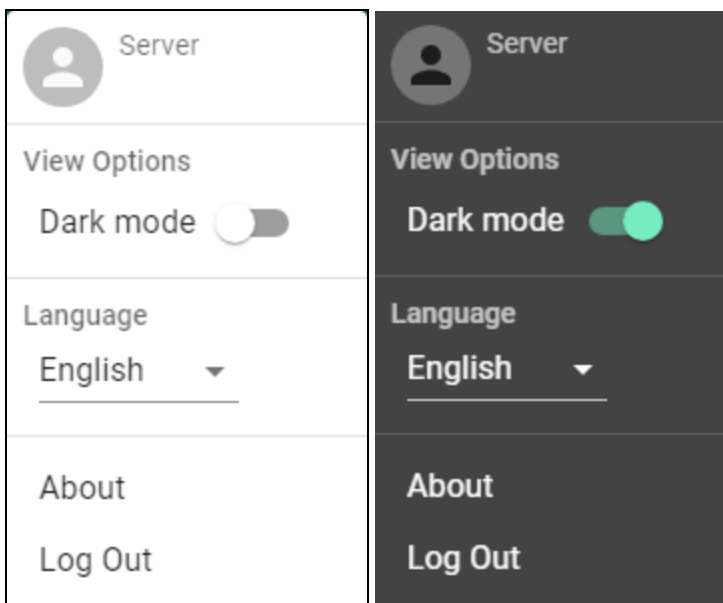 Server
View Options
Dark mode
Language
English
About
Log Out
Server
View Options
Dark mode
Language
English
About
Log Out